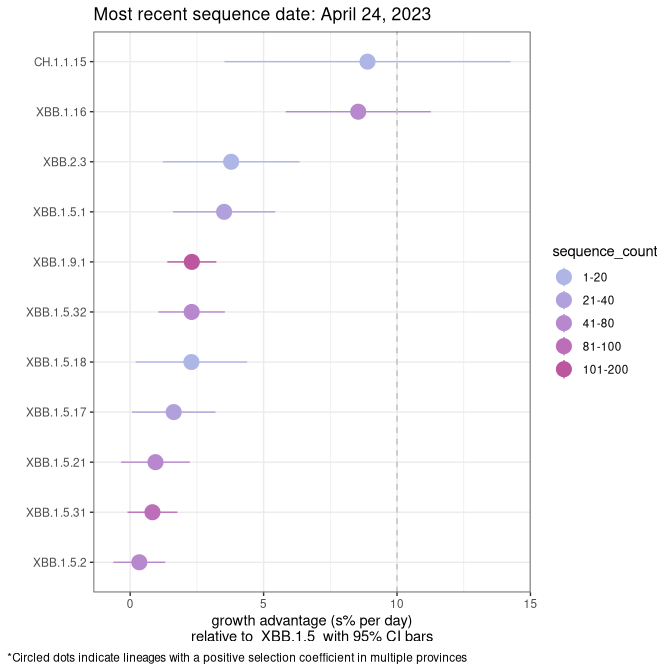 Most recent sequence date: April 24, 2023
CH.1.1.15
XBB.1.16
XBB.2.3
XBB.1.5.1
XBB.1.9.1
XBB.1.5.32
XBB.1.5.18
XBB.1.5.17
XBB.1.5.21
XBB.1.5.31
XBB.1.5.2
0 5 10 15
growth advantage (s% per day)
relative to XBB.1.5 with 95% CI bars
sequence_count
1-20
21-40
41-80
81-100
101-200
*Circled dots indicate lineages with a positive selection coefficient in multiple provinces